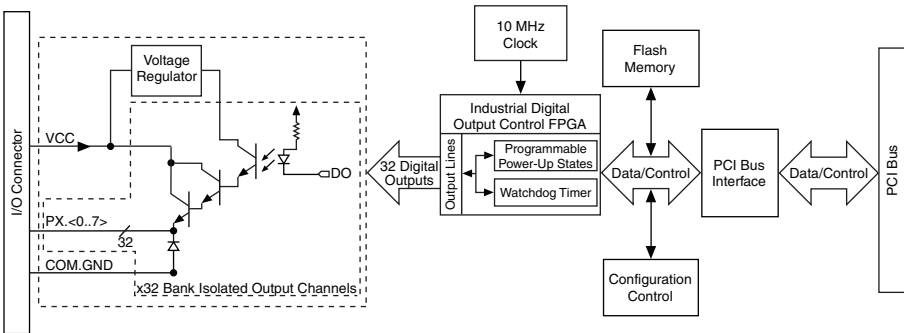 I/O Connector
VCC
PX.<0..7>
32
COM.GND
Voltage
Regulator
DO
x32 Bank Isolated Output Channels
32 Digital
Outputs
10 MHz
Clock
Industrial Digital
Output Control FPGA
Output Lines
Programmable
Power-Up States
Watchdog Timer
Flash
Memory
Data/Control
Configuration
Control
PCI Bus
Interface
Data/Control
PCI Bus